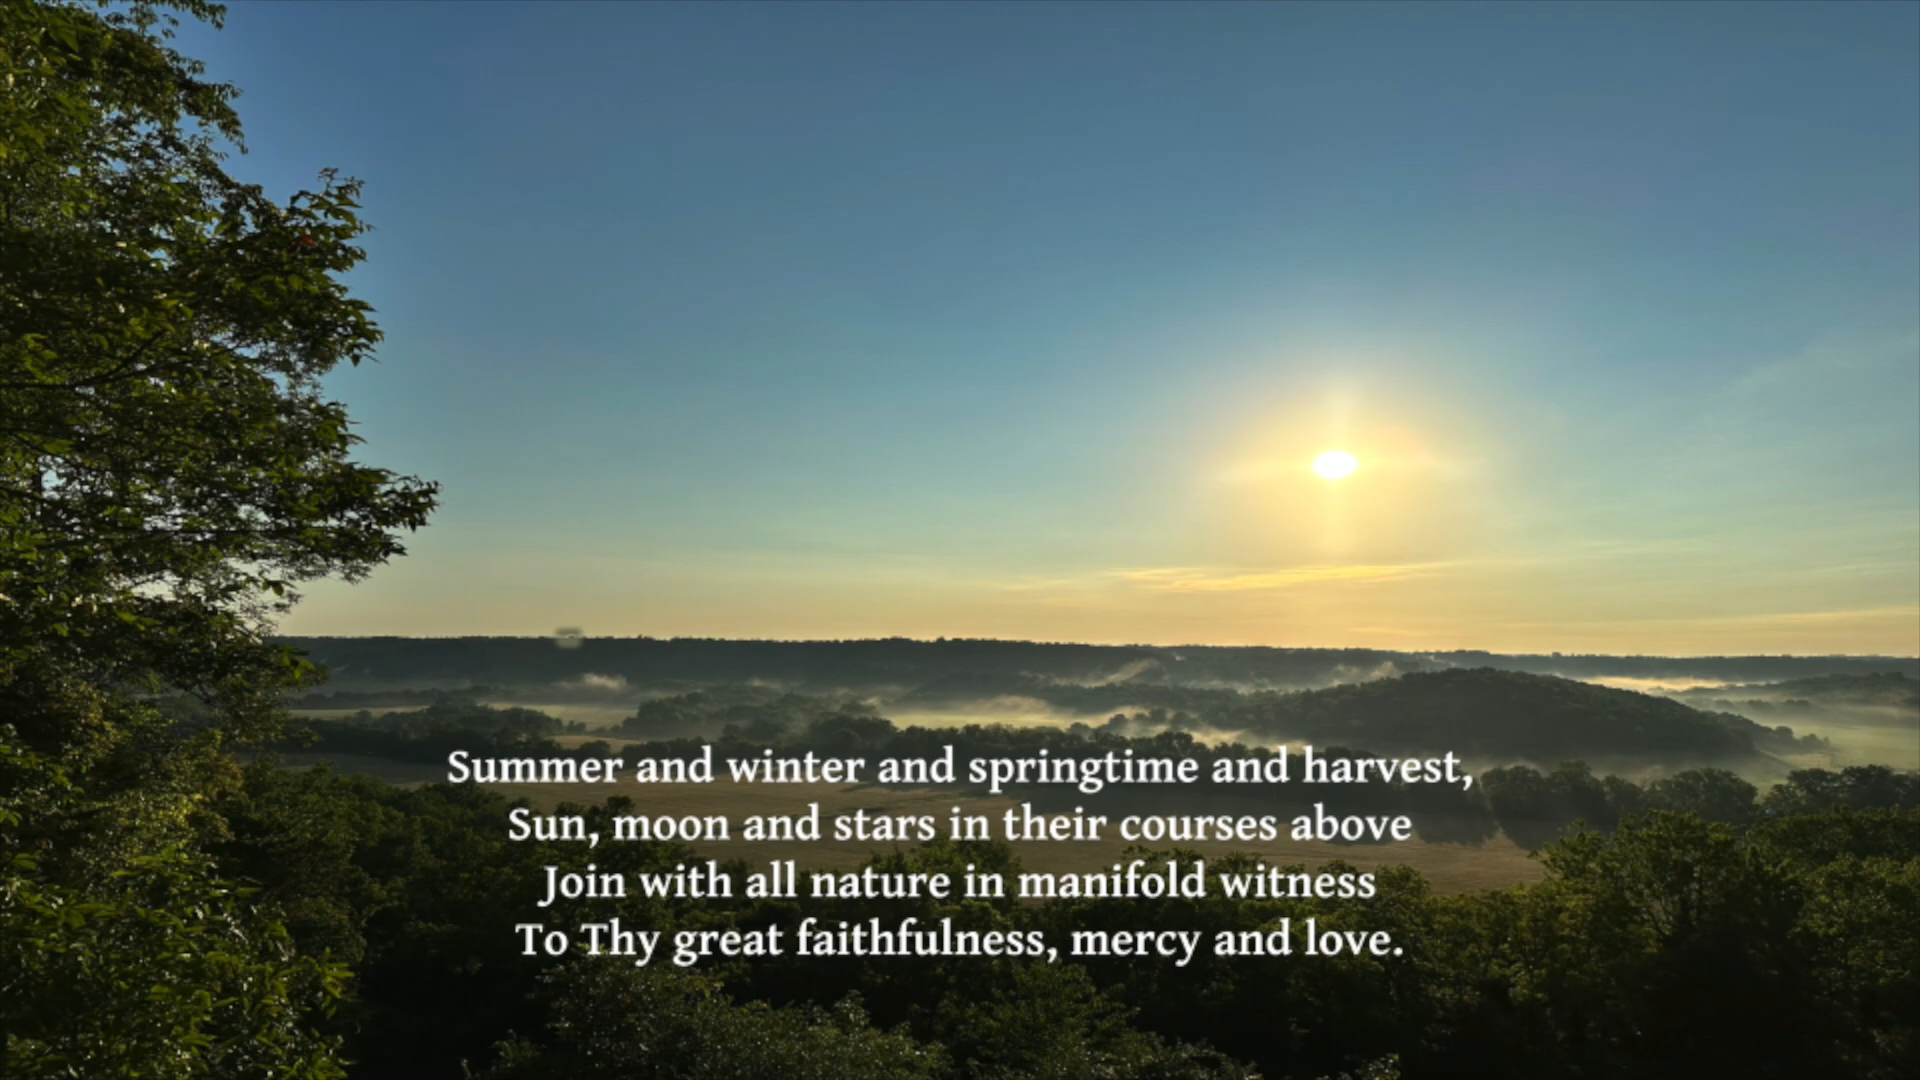 Summer and winter and springtime and harvest,
Sun, moon and stars in their courses above
Join with all nature in manifold witness
To Thy great faithfulness, mercy and love.